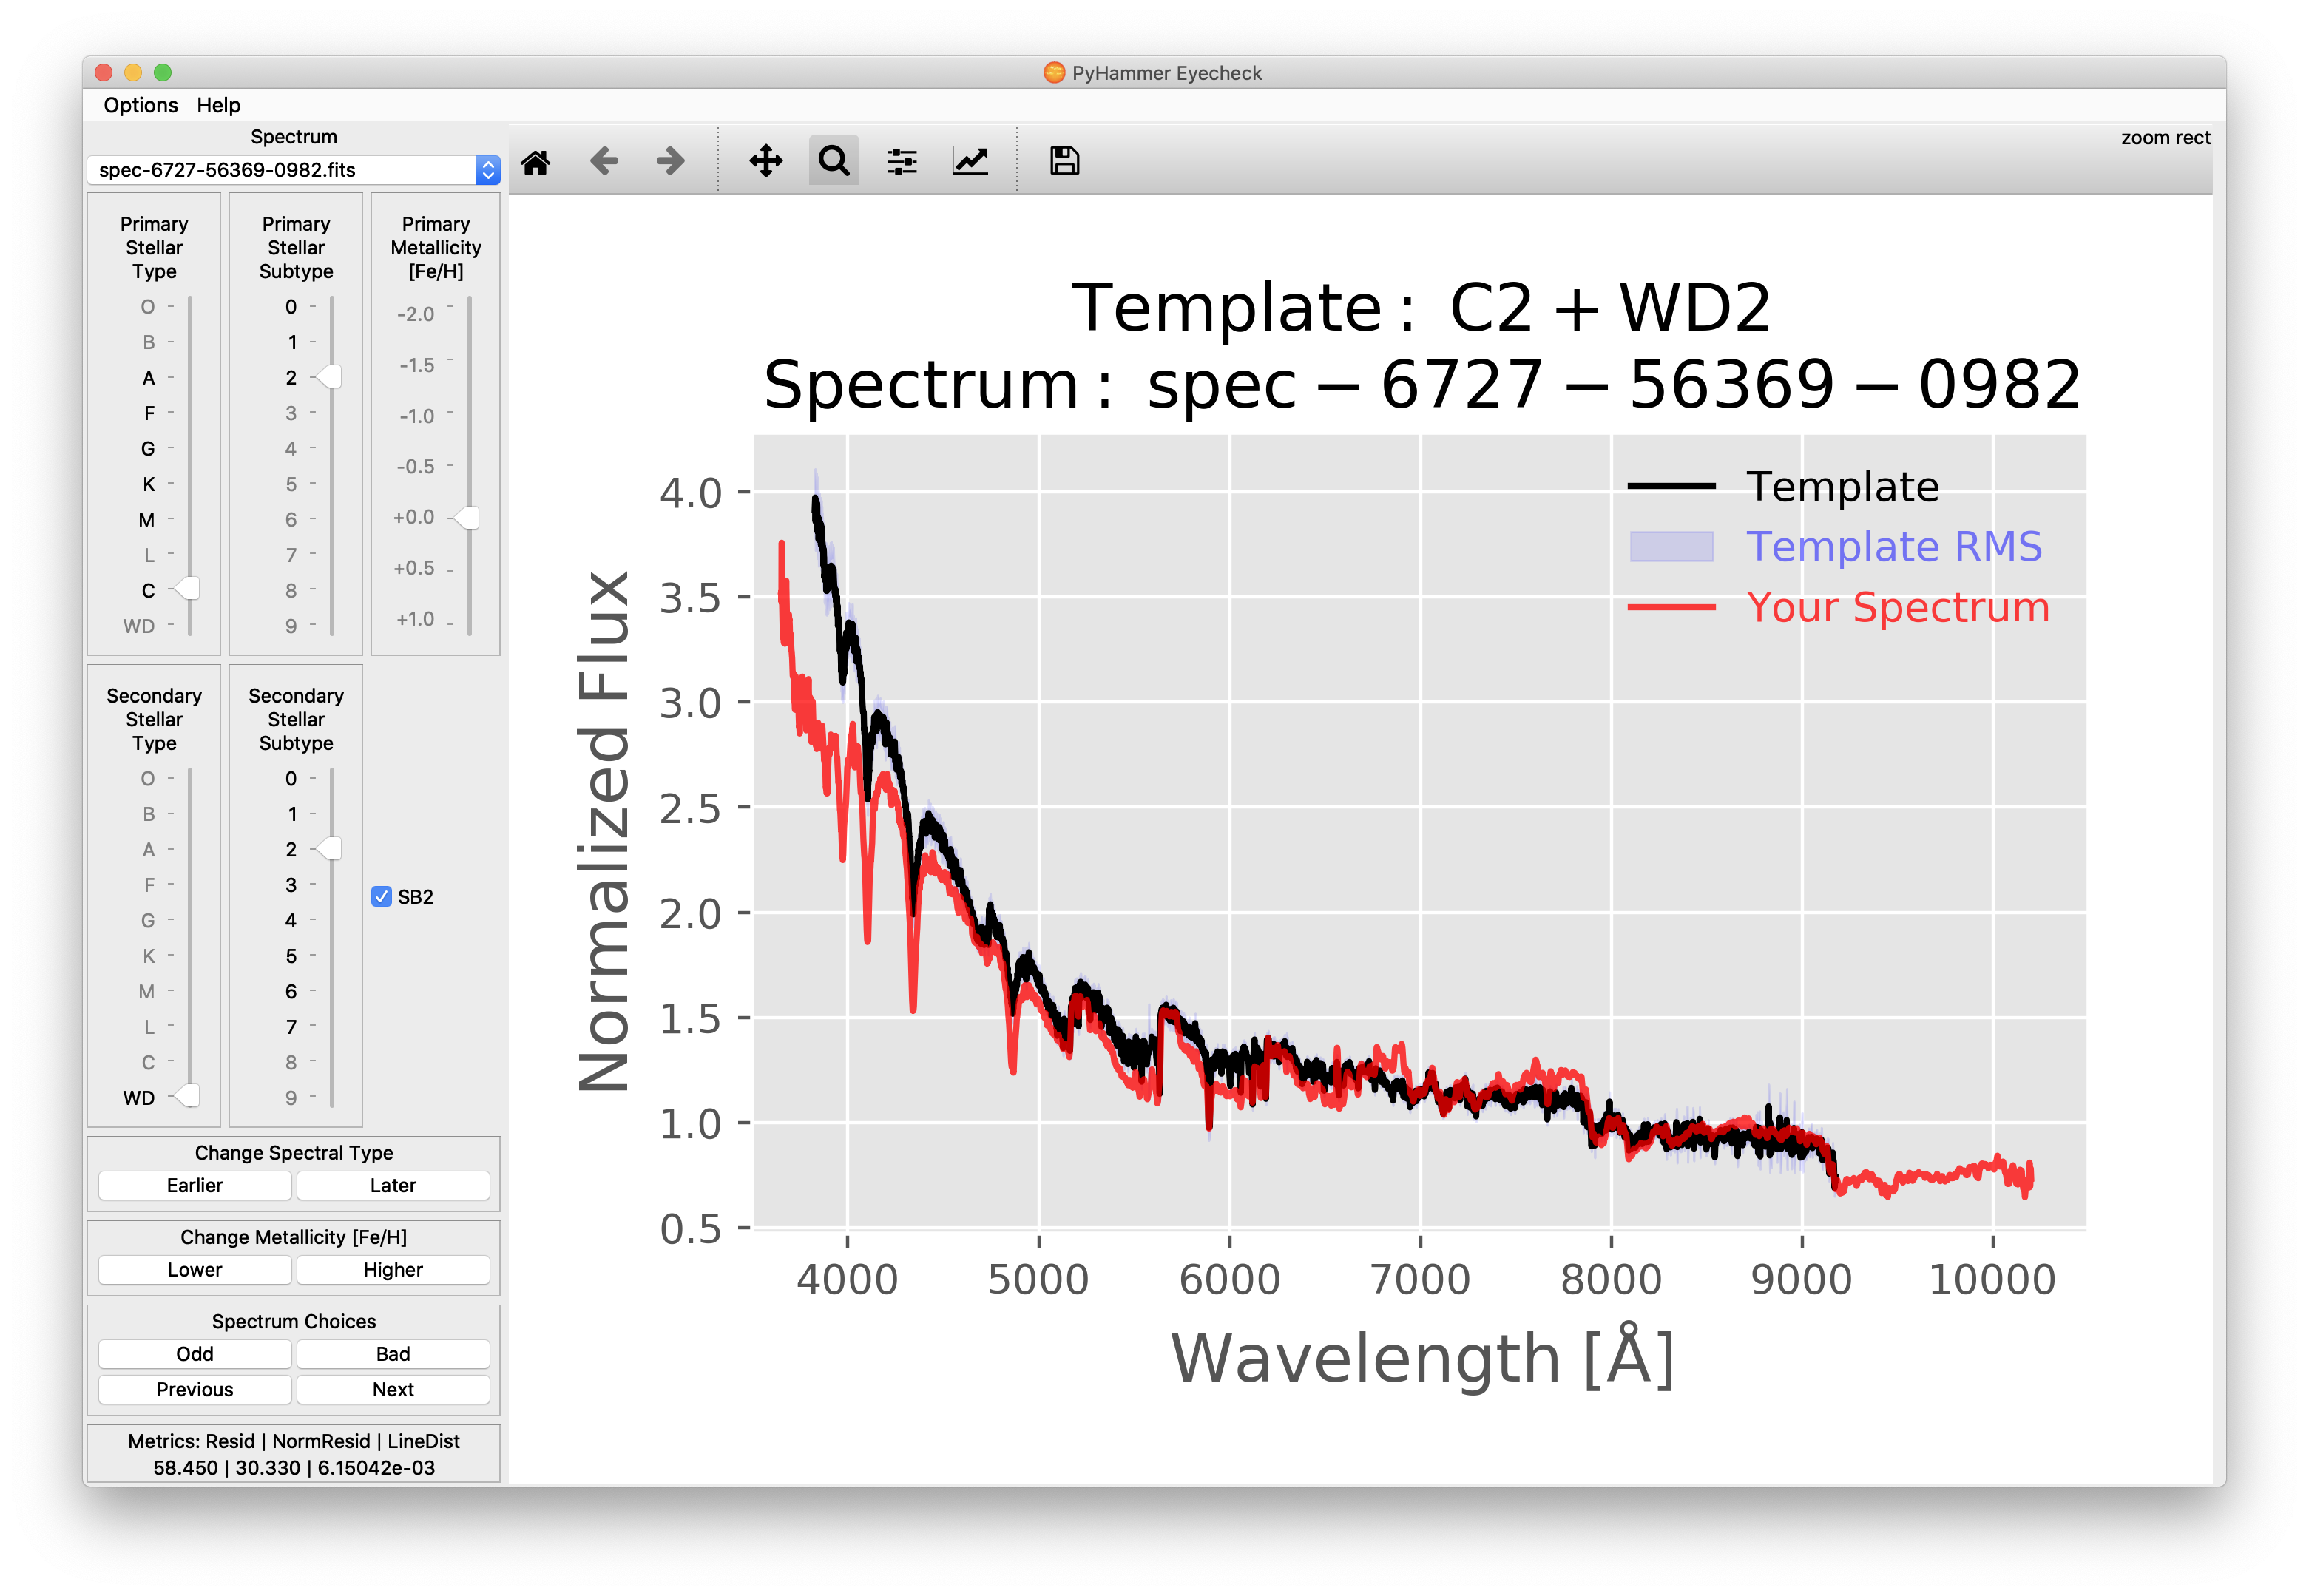 PyHammer Eyecheck
Options Help
Spectrum
spec-6727-56369-0982.fits
zoom rect
Primary
Stellar
Type
O
B
A
F
G
K
M
L
C
WD
Primary
Stellar
Subtype
0
1
2
3
4
5
6
7
8
9
Primary
Metallicity
[Fe/H]
-2.0
-1.5
-1.0
-0.5
+0.0
+0.5
+1.0
Secondary
Stellar
Type
O
B
A
F
G
K
M
L
C
WD
Secondary
Stellar
Subtype
0
1
2
3
4
5
6
7
8
9
SB2
Change Spectral Type
Earlier Later
Change Metallicity [Fe/H]
Lower Higher
Spectrum Choices
Odd Bad
Previous Next
Metrics: Resid | NormResid | LineDist
58.450 | 30.330 | 6.15042e-03
Template : C2 + WD2
Spectrum : spec − 6727 − 56369 − 0982
Template
Template RMS
Your Spectrum
Normalized Flux
4.0
3.5
3.0
2.5
2.0
1.5
1.0
0.5
4000 5000 6000 7000 8000 9000 10000
Wavelength [Å]